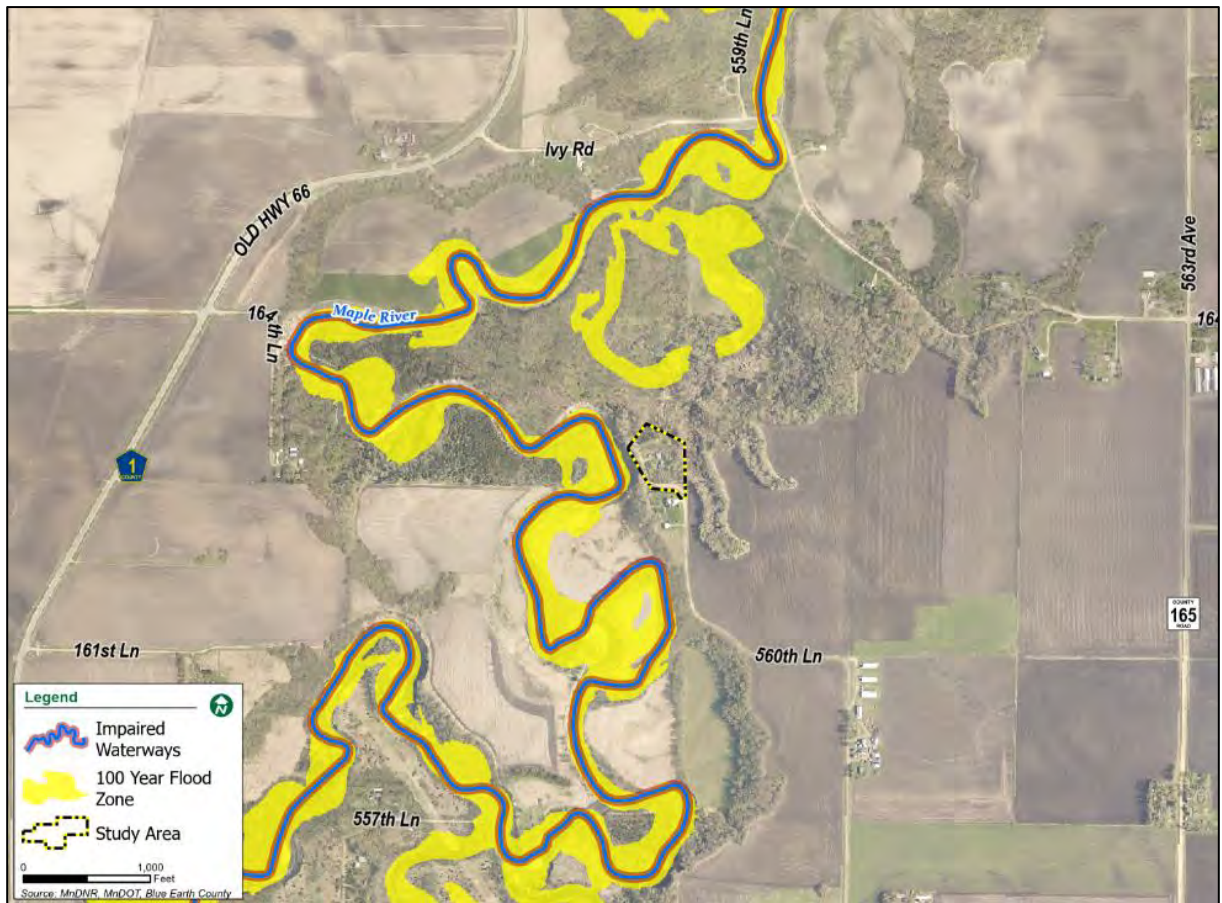 559th Ln
Ivy Rd
OLD HWY 66
563rd Ave
164th Ln
Maple River
164
1
COUNTY
COUNTY
165
ROAD
161st Ln
560th Ln
557th Ln
Legend
N
Impaired
Waterways
100 Year Flood
Zone
Study Area
0 1,000
Feet
Source: MnDNR, MnDOT, Blue Earth County